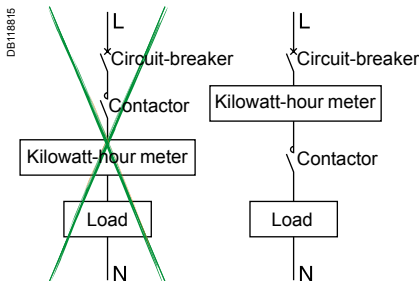 DB118815
L
Circuit-breaker
Contactor
Kilowatt-hour meter
Load
N
L
Circuit-breaker
Kilowatt-hour meter
Contactor
Load
N